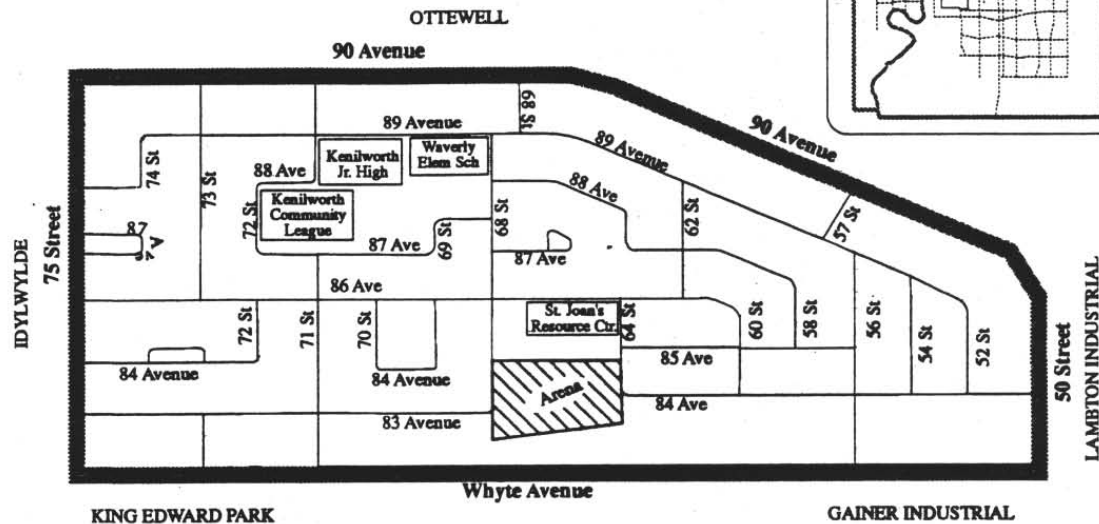 OTTEWELL
90 Avenue
68 St
89 Avenue
89 Avenue
90 Avenue
Kenilworth
Jr. High
Waverly
Elem Sch
74 St
73 St
88 Ave
88 Ave
72 St
Kenilworth
Community
League
68 St
62 St
57 St
69 St
87 Ave
87 Ave
87 Av
75 Street
IDYLWYLDE
86 Avenue
72 St
71 St
70 St
St. Joan's
Resource Ctr.
64 St
60 St
58 St
56 St
54 St
52 St
84 Avenue
84 Avenue
85 Ave
Arena
84 Ave
83 Avenue
50 Street
LAMBTON INDUSTRIAL
Whyte Avenue
KING EDWARD PARK
GAINER INDUSTRIAL